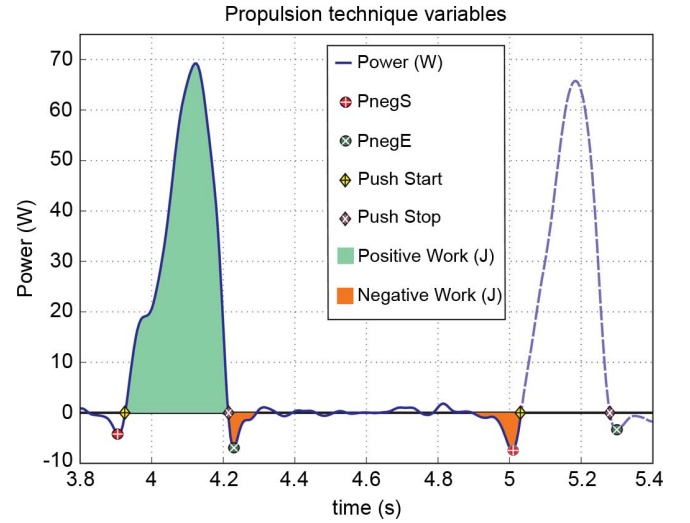 Propulsion technique variables
Power (W)
70
60
50
40
30
20
10
0
-10
Power (W)
PnegS
PnegE
Push Start
Push Stop
Positive Work (J)
Negative Work (J)
3.8 4 4.2 4.4 4.6 4.8 5 5.2 5.4
time (s)